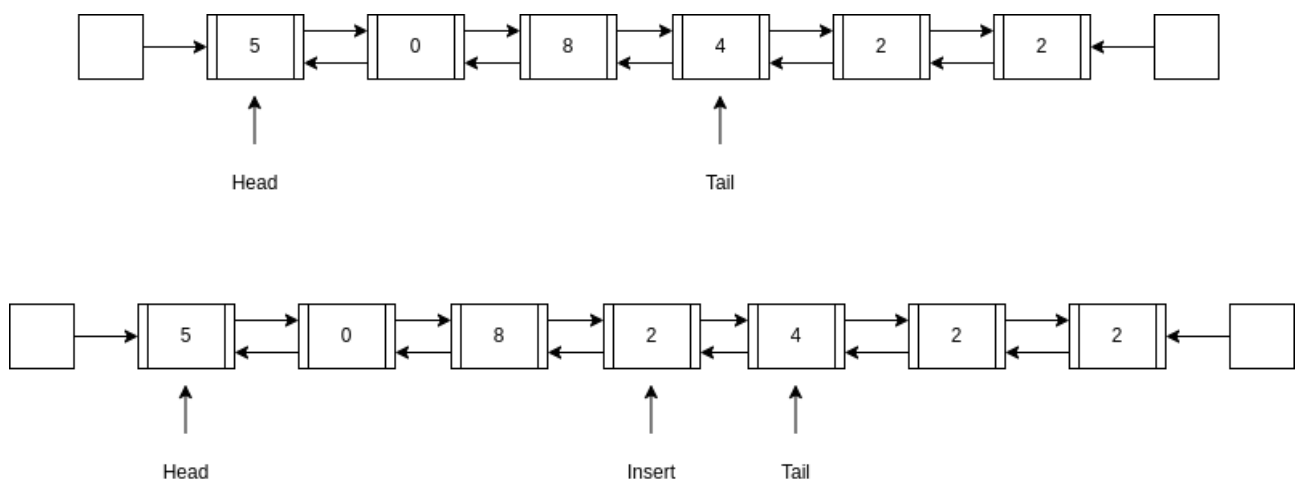 5 0 8 4 2 2
Head Tail
5 0 8 2 4 2 2
Head Insert Tail